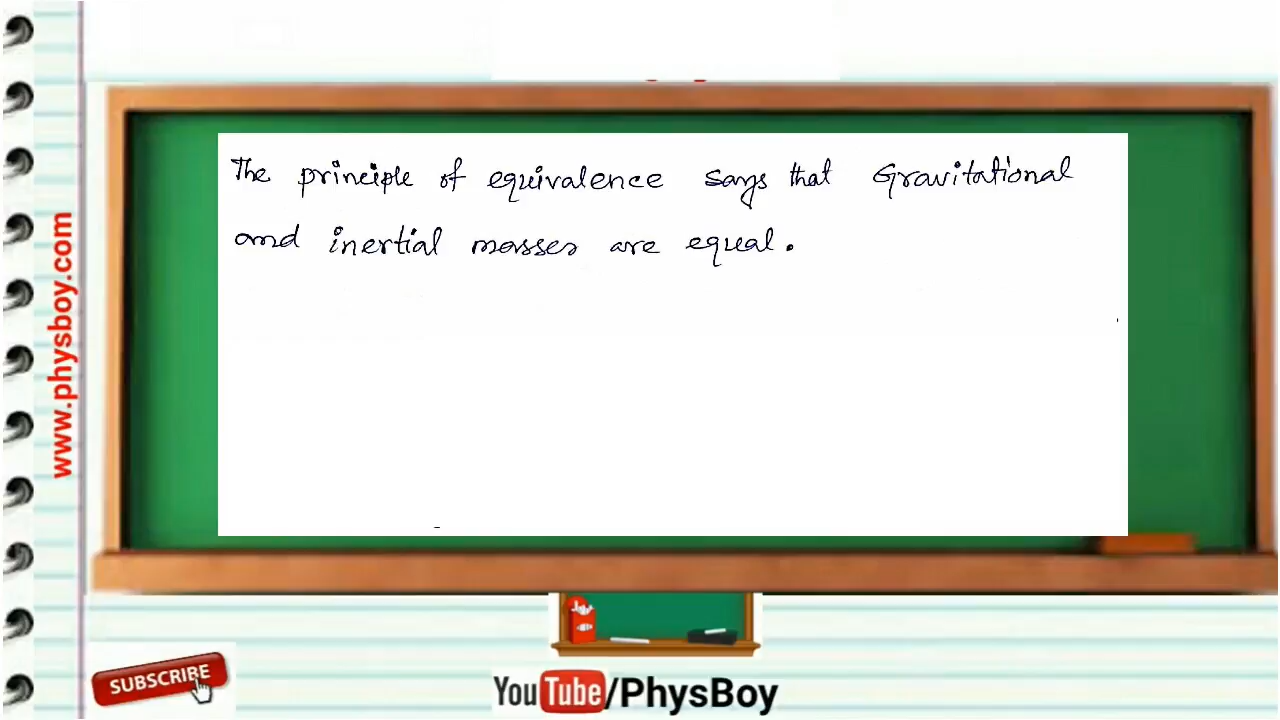 The principle of equivalence says that Gravitational
and inertial masses are equal.
www.physboy.com
SUBSCRIBE
YouTube/PhysBoy